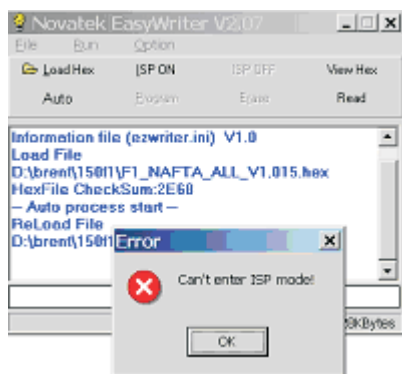 Novatek EasyWriter V2.07
File Run Option
Load Hex ISP ON ISP OFF View Hex
Auto Program Erase Read
Information file (ezwriter.ini) V1.0
Load File
D:\brent\150f1\F1_NAFTA_ALL_V1.015.hex
HexFile CheckSum:2E60
-- Auto process start --
ReLoad File
D:\brent\150f1
Error
Can't enter ISP mode!
OK
KBytes